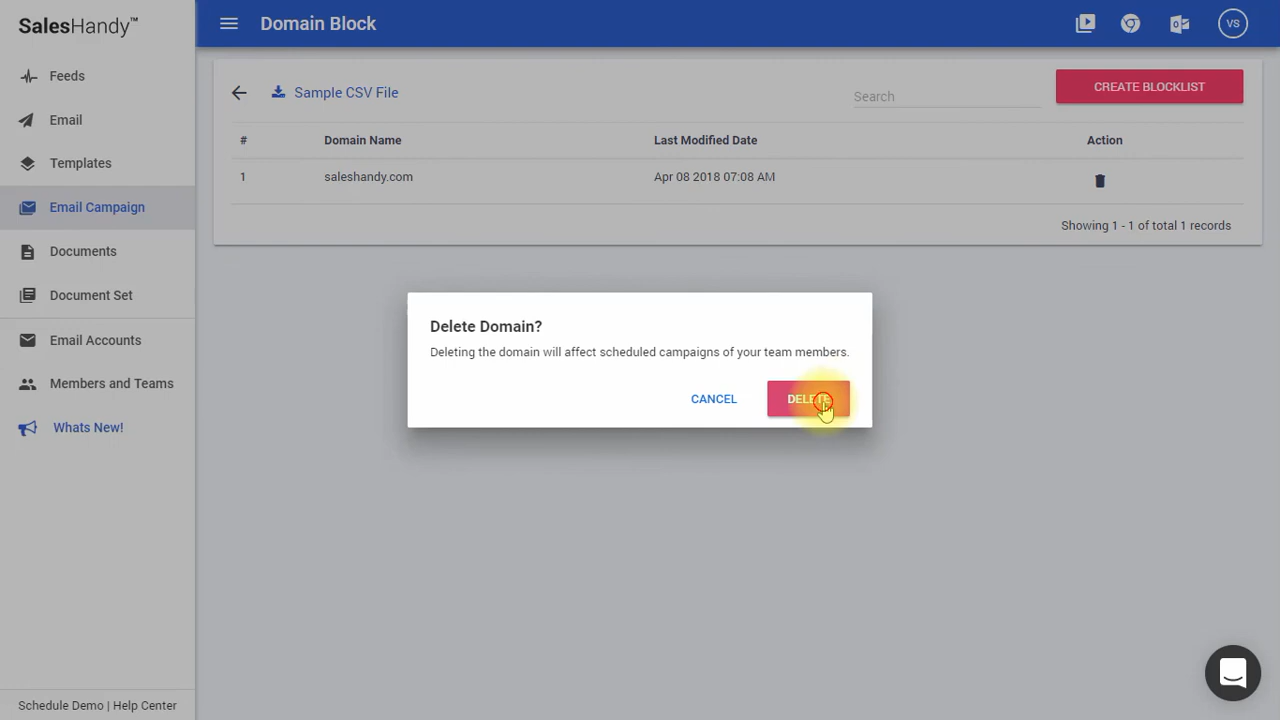 SalesHandy™
Domain Block
VS
Feeds
Email
Templates
Email Campaign
Documents
Document Set
Email Accounts
Members and Teams
Whats New!
Schedule Demo | Help Center
Sample CSV File
Search
CREATE BLOCKLIST
# Domain Name Last Modified Date Action
1 saleshandy.com Apr 08 2018 07:08 AM
Showing 1 - 1 of total 1 records
Delete Domain?
Deleting the domain will affect scheduled campaigns of your team members.
CANCEL
DELETE